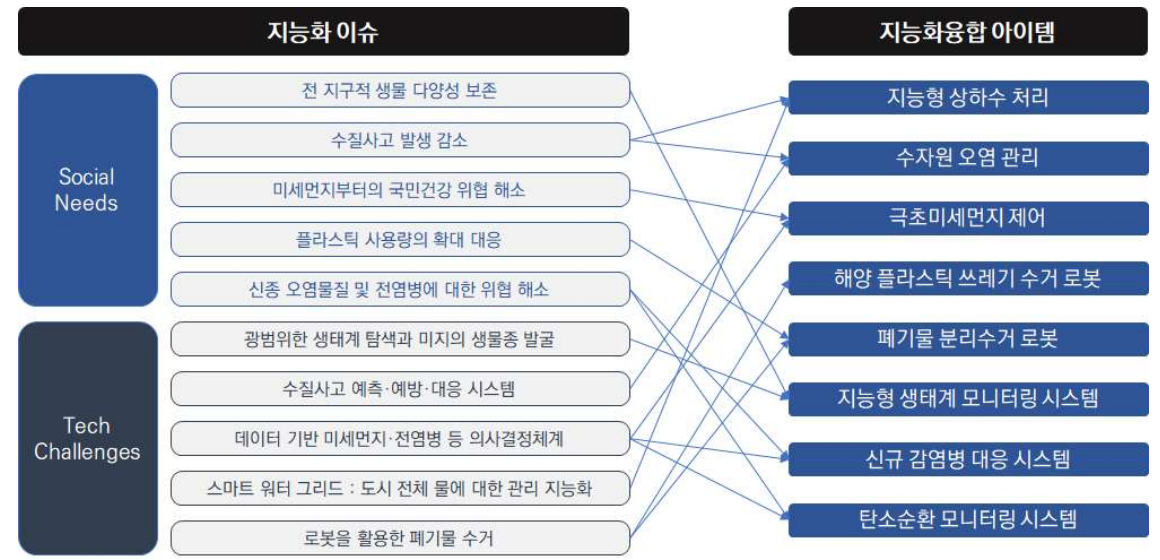 지능화 이슈
지능화융합 아이템
Social
Needs
전 지구적 생물 다양성 보존
수질사고 발생 감소
미세먼지부터의 국민건강 위협 해소
플라스틱 사용량의 확대 대응
신종 오염물질 및 전염병에 대한 위협 해소
Tech
Challenges
광범위한 생태계 탐색과 미지의 생물종 발굴
수질사고 예측·예방·대응 시스템
데이터 기반 미세먼지·전염병 등 의사결정체계
스마트 워터 그리드 : 도시 전체 물에 대한 관리 지능화
로봇을 활용한 폐기물 수거
지능형 상하수 처리
수자원 오염 관리
극초미세먼지 제어
해양 플라스틱 쓰레기 수거 로봇
폐기물 분리수거 로봇
지능형 생태계 모니터링 시스템
신규 감염병 대응 시스템
탄소순환 모니터링 시스템